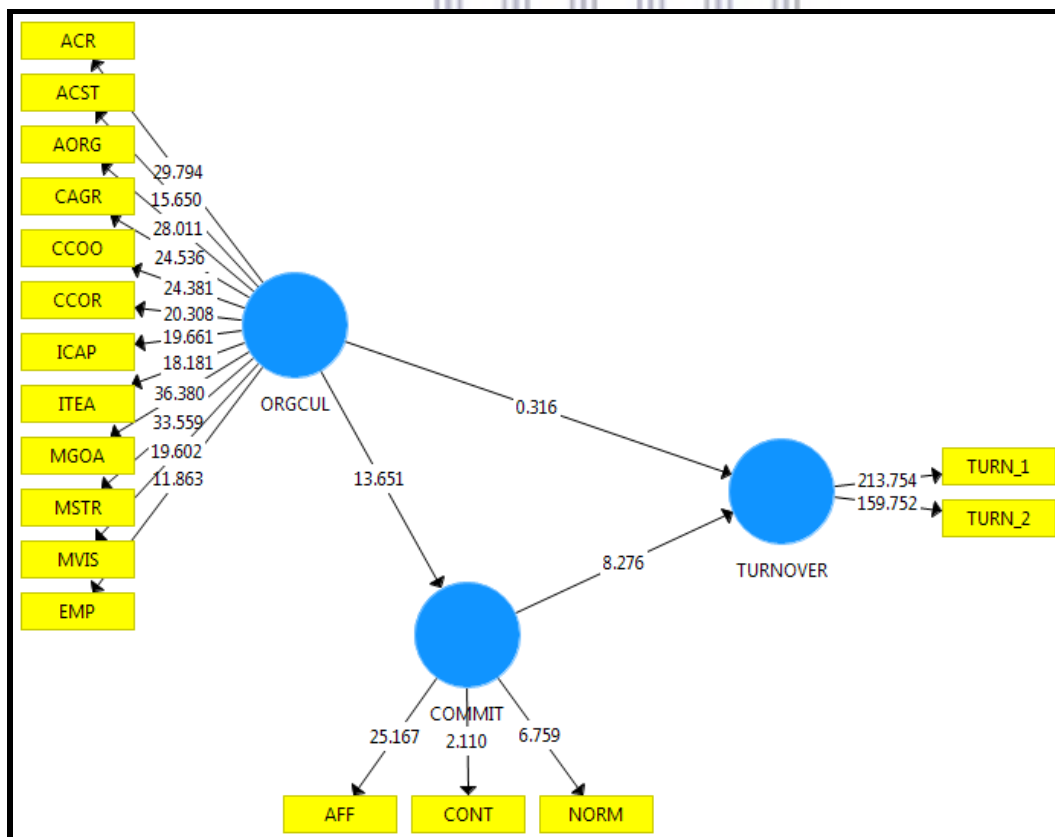 ACR
ACST
AORG
CAGR
CCOO
CCOR
ICAP
ITEA
MGOA
MSTR
MVIS
EMP
29.794
15.650
28.011
24.536
24.381
20.308
19.661
18.181
36.380
33.559
19.602
11.863
ORGCUL
0.316
13.651
8.276
213.754
159.752
TURN_1
TURN_2
TURNOVER
COMMIT
25.167
2.110
6.759
AFF
CONT
NORM